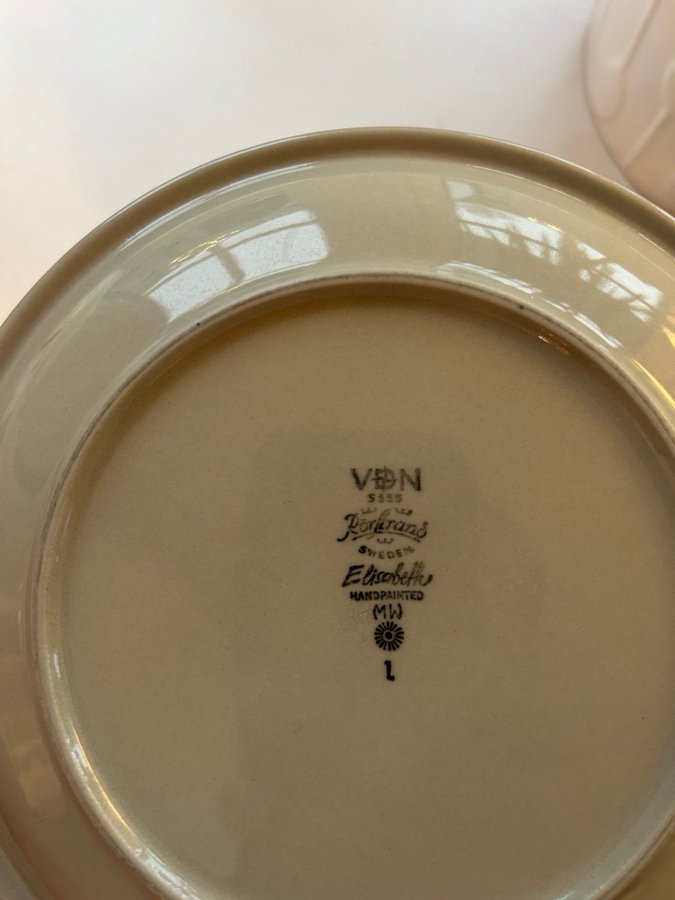 VDN
S555
Rörstrand
SWEDEN
Elisabeth
HANDPAINTED
MW
1